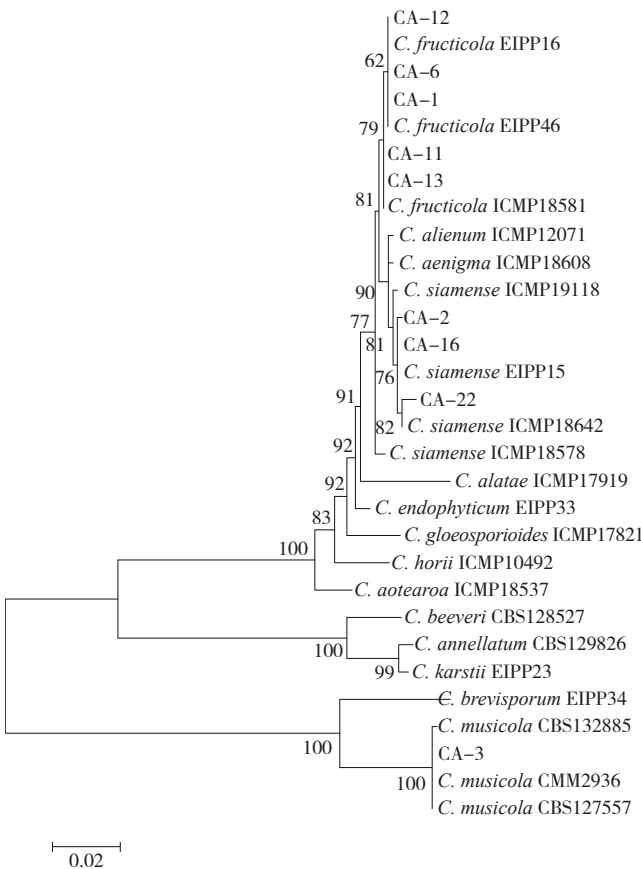 CA-12
C. fructicola EIPP16
62
CA-6
CA-1
79
C. fructicola EIPP46
CA-11
CA-13
81
C. fructicola ICMP18581
C. alienum ICMP12071
C. aenigma ICMP18608
90
C. siamense ICMP19118
77
CA-2
81
CA-16
76
C. siamense EIPP15
91
CA-22
82
C. siamense ICMP18642
92
C. siamense ICMP18578
92
C. alatae ICMP17919
C. endophyticum EIPP33
83
C. gloeosporioides ICMP17821
100
C. horii ICMP10492
C. aotearoa ICMP18537
C. beeveri CBS128527
100
C. annellatum CBS129826
99
C. karstii EIPP23
C. brevisporum EIPP34
C. musicola CBS132885
100
CA-3
100
C. musicola CMM2936
C. musicola CBS127557
0.02